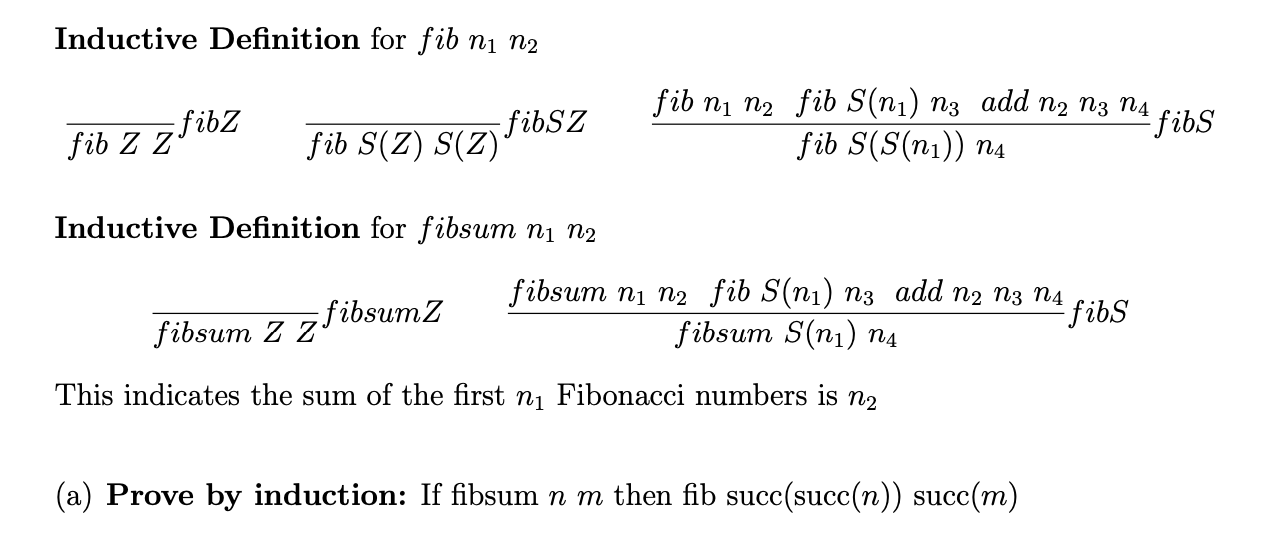 Inductive Definition for fib n₁ n₂
fib Z Z fibZ
fib S(Z) S(Z) fibSZ
fib n₁ n₂ fib S(n₁) n₃ add n₂ n₃ n₄
fib S(S(n₁)) n₄ fibS
Inductive Definition for fibsum n₁ n₂
fibsum Z Z fibsumZ
fibsum n₁ n₂ fib S(n₁) n₃ add n₂ n₃ n₄
fibsum S(n₁) n₄ fibS
This indicates the sum of the first n₁ Fibonacci numbers is n₂
(a) Prove by induction: If fibsum n m then fib succ(succ(n)) succ(m)